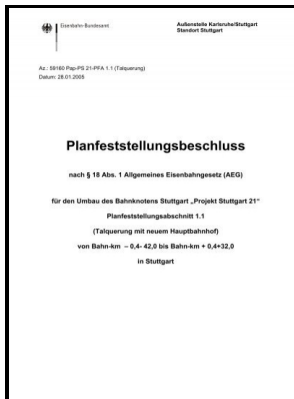 Eisenbahn-Bundesamt
Außenstelle Karlsruhe/Stuttgart
Standort Stuttgart
Az.: 59160 Pap-PS 21-PFA 1.1 (Talquerung)
Datum: 28.01.2005
Planfeststellungsbeschluss
nach § 18 Abs. 1 Allgemeines Eisenbahngesetz (AEG)
für den Umbau des Bahnknotens Stuttgart „Projekt Stuttgart 21“
Planfeststellungsabschnitt 1.1
(Talquerung mit neuem Hauptbahnhof)
von Bahn-km – 0,4- 42,0 bis Bahn-km + 0,4+32,0
in Stuttgart